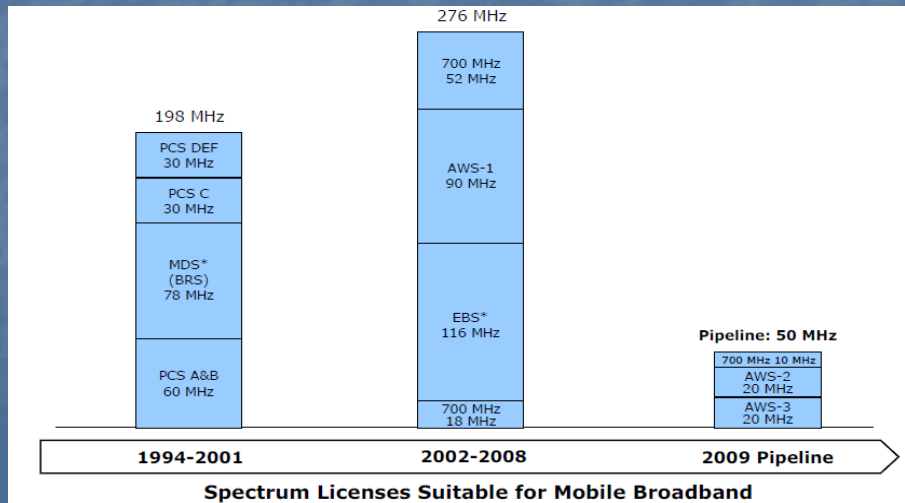 276 MHz
198 MHz
PCS DEF
30 MHz
PCS C
30 MHz
MDS*
(BRS)
78 MHz
PCS A&B
60 MHz
700 MHz
52 MHz
AWS-1
90 MHz
EBS*
116 MHz
700 MHz
18 MHz
Pipeline: 50 MHz
700 MHz 10 MHz
AWS-2
20 MHz
AWS-3
20 MHz
1994-2001
2002-2008
2009 Pipeline
Spectrum Licenses Suitable for Mobile Broadband